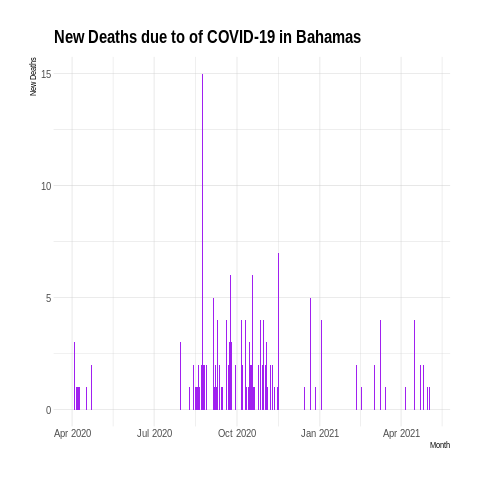 New Deaths due to of COVID-19 in Bahamas
New Deaths
15
10
5
0
Apr 2020 Jul 2020 Oct 2020 Jan 2021 Apr 2021
Month